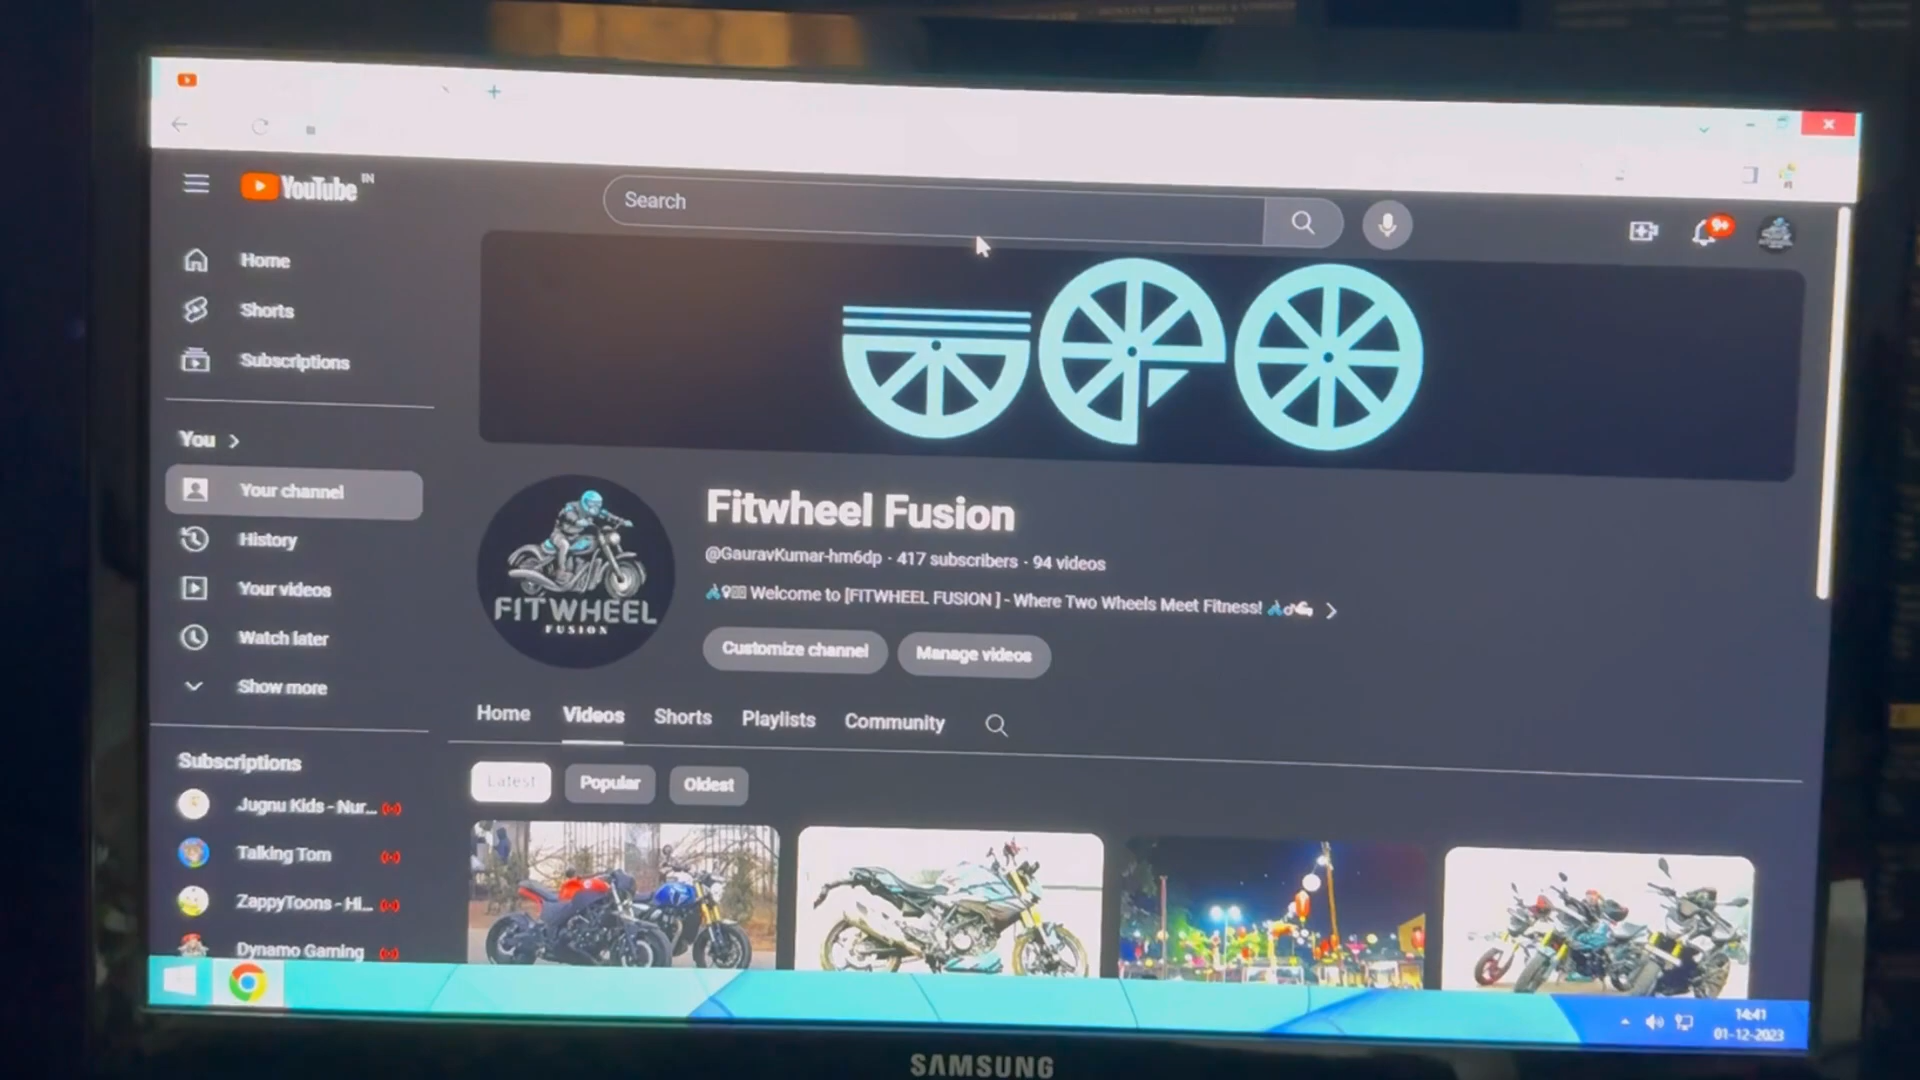 YouTube IN
Search
9+
Home
Shorts
Subscriptions
You
Your channel
History
Your videos
Watch later
Show more
Subscriptions
Jugnu Kids - Nur...
Talking Tom
ZappyToons - Hi...
Dynamo Gaming
FITWHEEL
FUSION
Fitwheel Fusion
@GauravKumar-hm6dp · 417 subscribers · 94 videos
Welcome to [FITWHEEL FUSION ] - Where Two Wheels Meet Fitness!
Customize channel
Manage videos
Home Videos Shorts Playlists Community
Latest Popular Oldest
14:41
01-12-2023
SAMSUNG